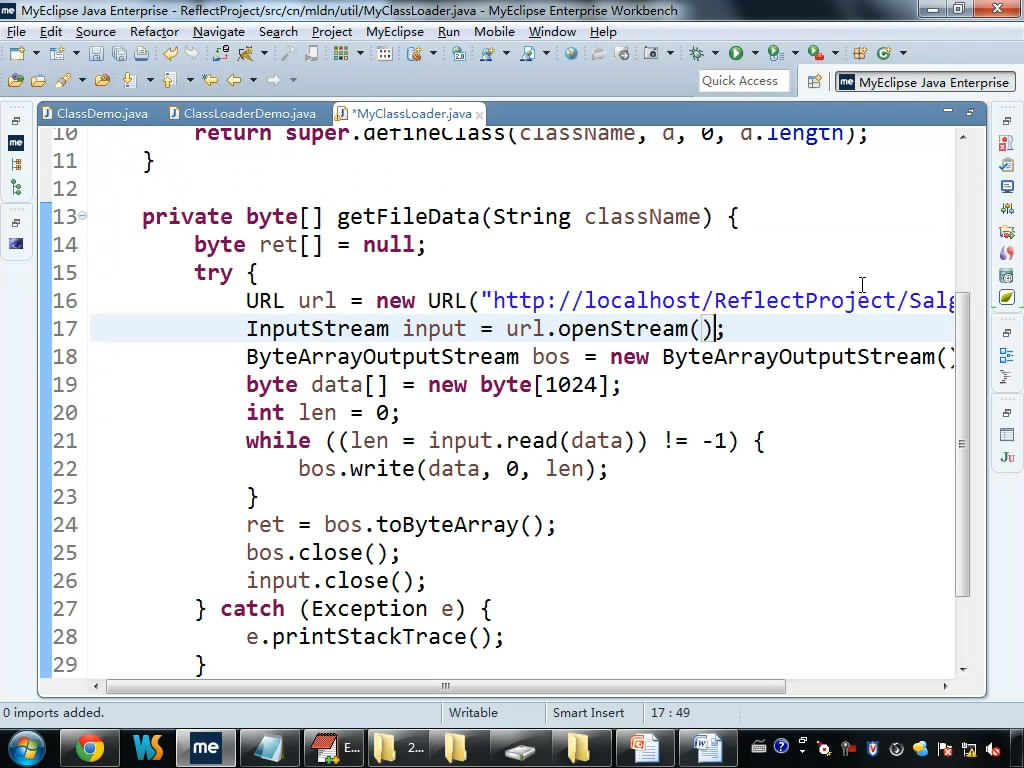 MyEclipse Java Enterprise - ReflectProject/src/cn/mldn/util/MyClassLoader.java - MyEclipse Enterprise Workbench
File Edit Source Refactor Navigate Search Project MyEclipse Run Mobile Window Help
Quick Access
MyEclipse Java Enterprise
ClassDemo.java ClassLoaderDemo.java *MyClassLoader.java
10 return super.defineClass(className, d, 0, d.length);
11 }
12
13 private byte[] getFileData(String className) {
14 byte ret[] = null;
15 try {
16 URL url = new URL("http://localhost/ReflectProject/Salg
17 InputStream input = url.openStream();
18 ByteArrayOutputStream bos = new ByteArrayOutputStream()
19 byte data[] = new byte[1024];
20 int len = 0;
21 while ((len = input.read(data)) != -1) {
22 bos.write(data, 0, len);
23 }
24 ret = bos.toByteArray();
25 bos.close();
26 input.close();
27 } catch (Exception e) {
28 e.printStackTrace();
29 }
0 imports added. Writable Smart Insert 17 : 49
me E... 2...